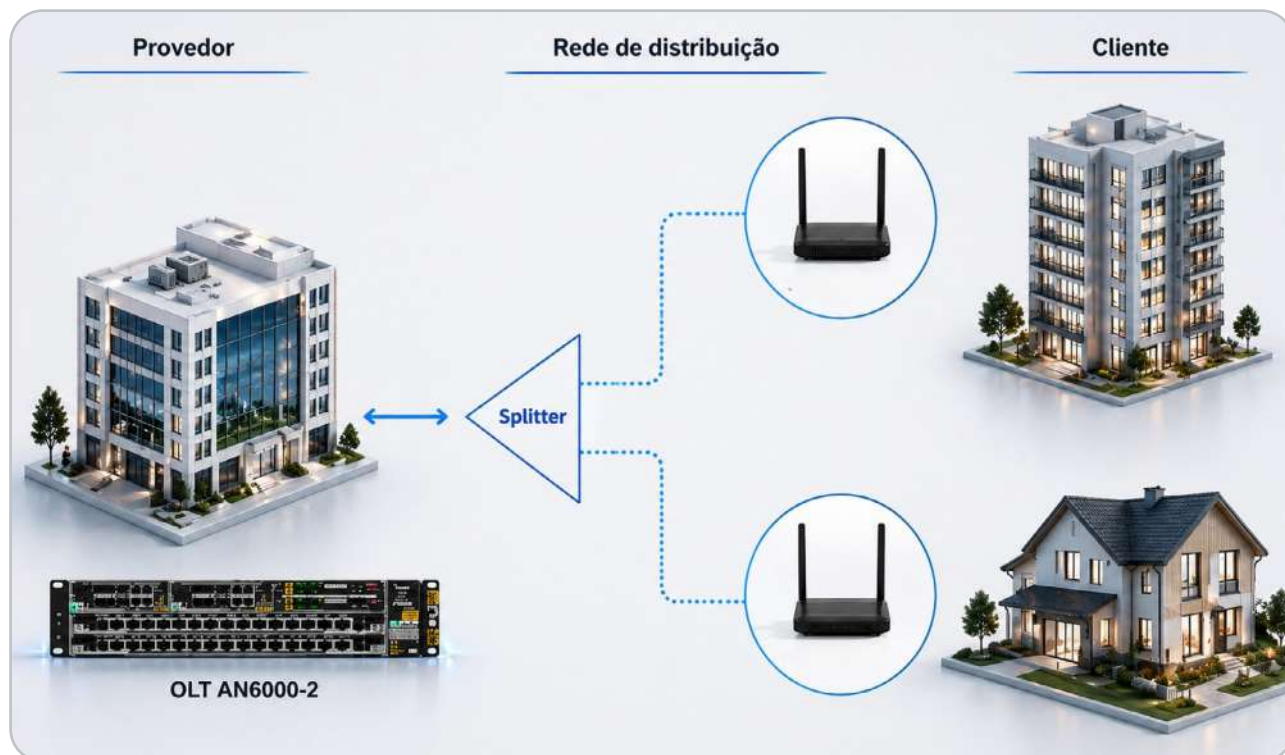 Provedor
Rede de distribuição
Cliente
Splitter
OLT AN6000-2